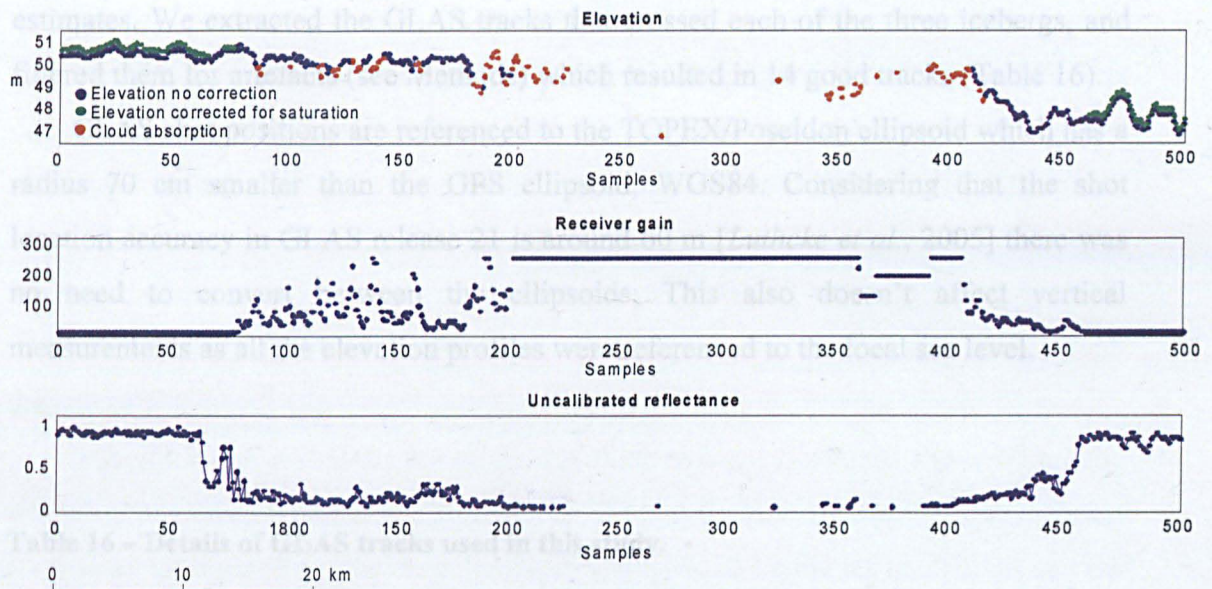 estimates. We extracted the GLAS tracks that crossed each of the three icebergs, and
Elevation
51
50
m
49
48
47
them for which resulted in 14 good tracks (Table 16).
Elevation no correction
Elevation corrected for saturation
Cloud absorption
positions are referenced to the TOPEX/Poseidon ellipsoid which has a
0 50 100 150 200 250 300 350 400 450 500
Samples
radius 70 cm smaller than the GPS ellipsoid, WGS84. Considering that the shot
Receiver gain
300
200
100
0
location accuracy in GLAS release 21 is around 60 m [Luthcke et al., 2005] there was
no need to convert between the ellipsoids. This also doesn't affect vertical
measurements as all the elevation profiles were referenced to the local sea level.
0 50 100 150 200 250 300 350 400 450 500
Samples
Uncalibrated reflectance
1
0.5
0
0 50 100 150 200 250 300 350 400 450 500
Samples
Table 16 – Details of GLAS tracks used in this study.
0 10 20 km